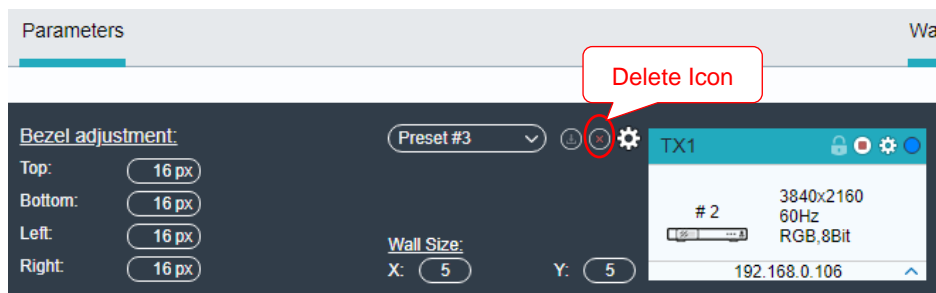 Parameters
Wa
Delete Icon
Bezel adjustment:
Preset #3
TX1
Top:
16 px
Bottom:
16 px
Left:
16 px
Right:
16 px
Wall Size:
X:
5
Y:
5
# 2
3840x2160
60Hz
RGB,8Bit
192.168.0.106